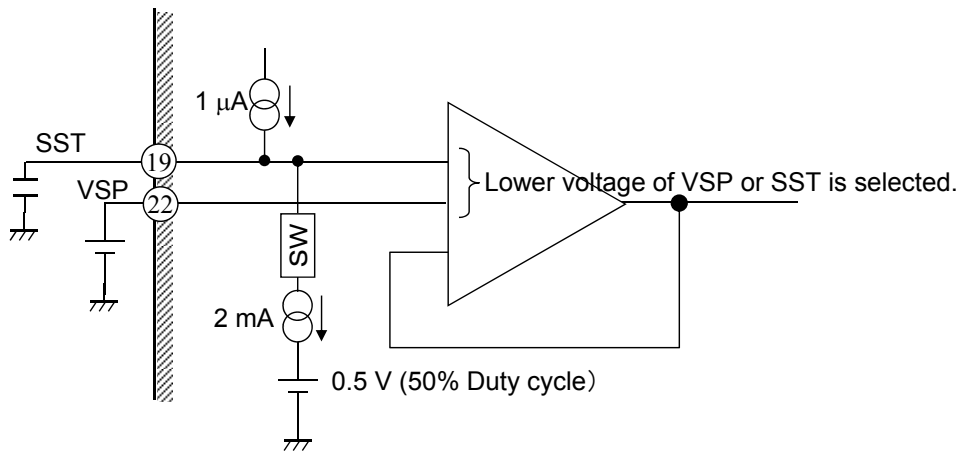 1 μA
SST
19
VSP
22
Lower voltage of VSP or SST is selected.
SW
2 mA
0.5 V (50% Duty cycle）